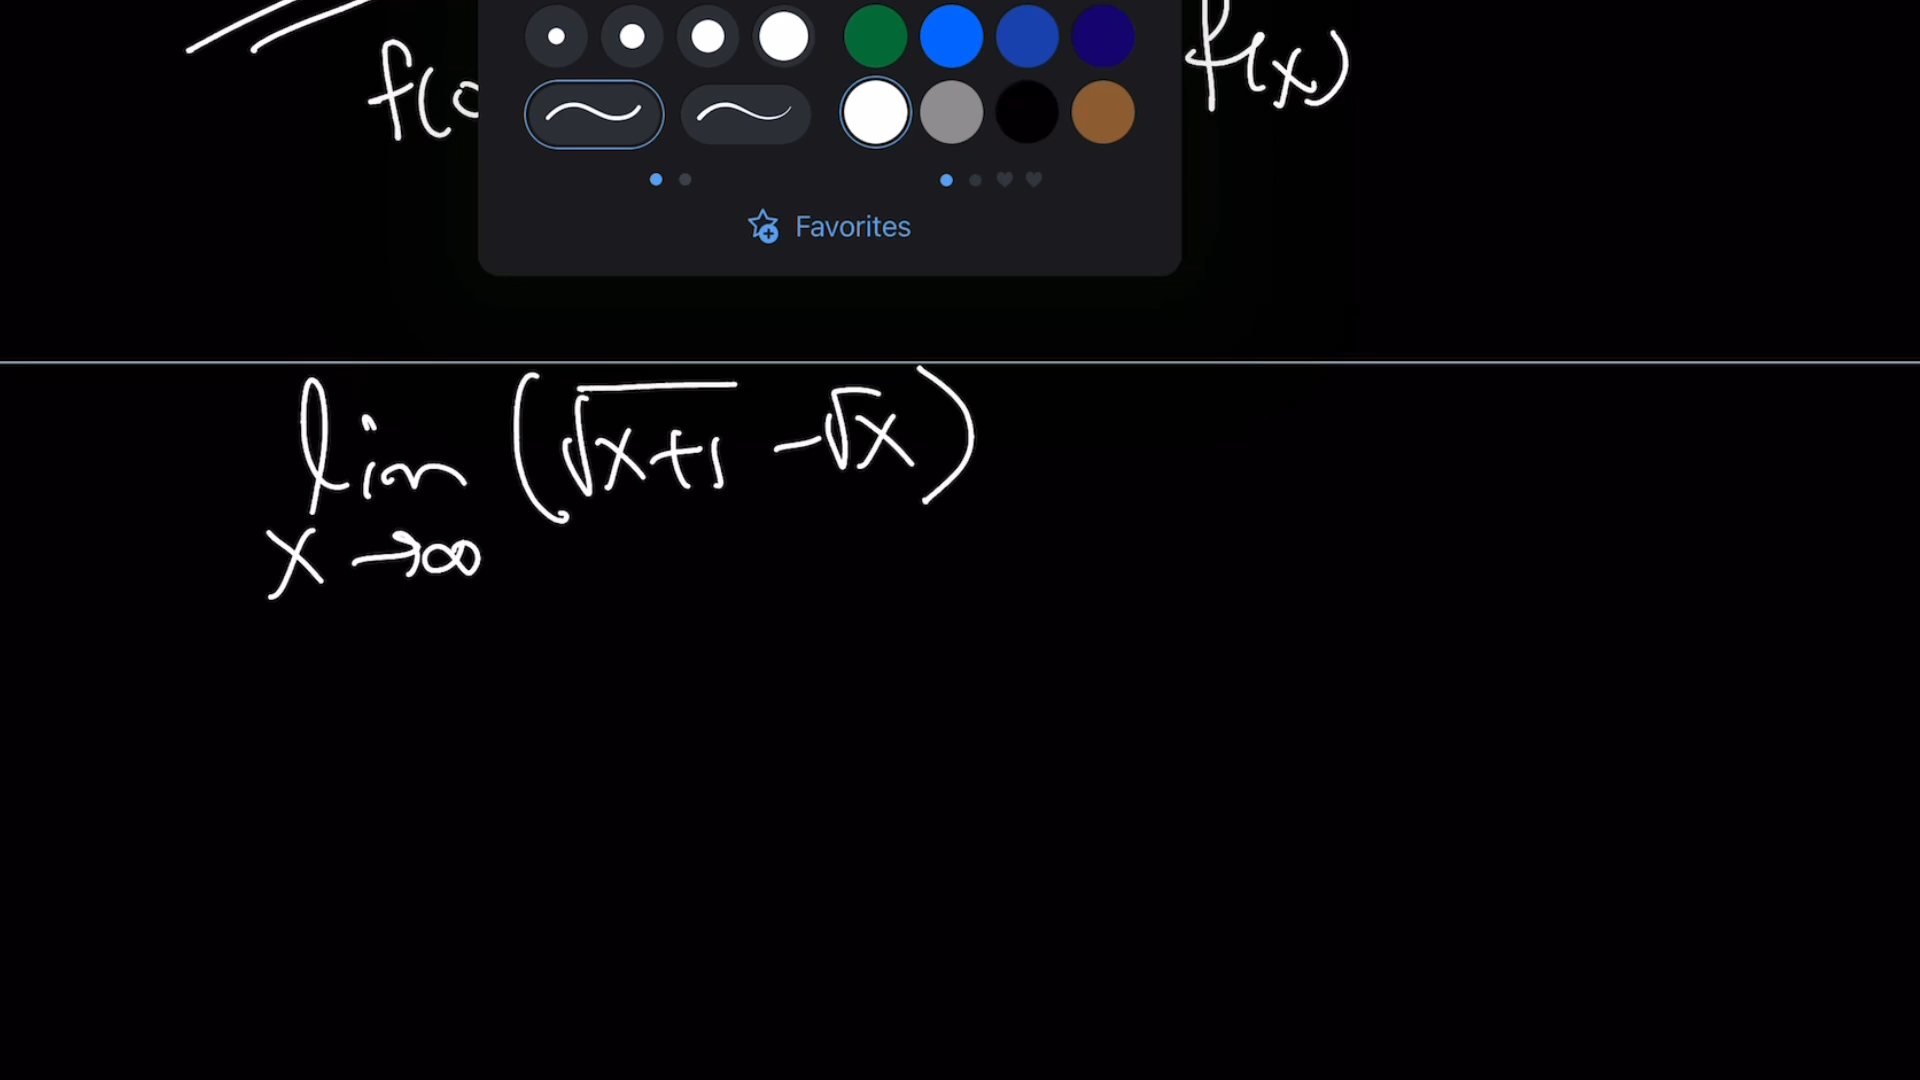 f(
f(x)
Favorites
lim (√x+1 -√x)
x→∞